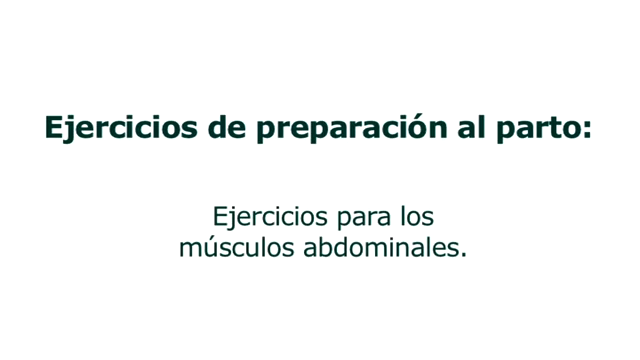 Ejercicios de preparación al parto:
Ejercicios para los
músculos abdominales.